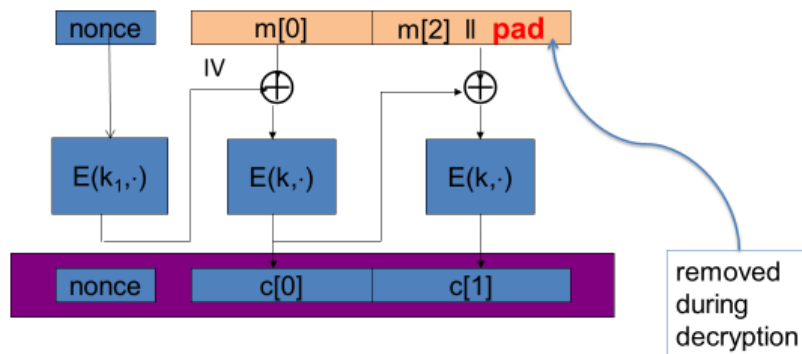 nonce
m[0]
m[2] ll pad
IV
E(k₁,·)
E(k,·)
E(k,·)
nonce
c[0]
c[1]
removed
during
decryption